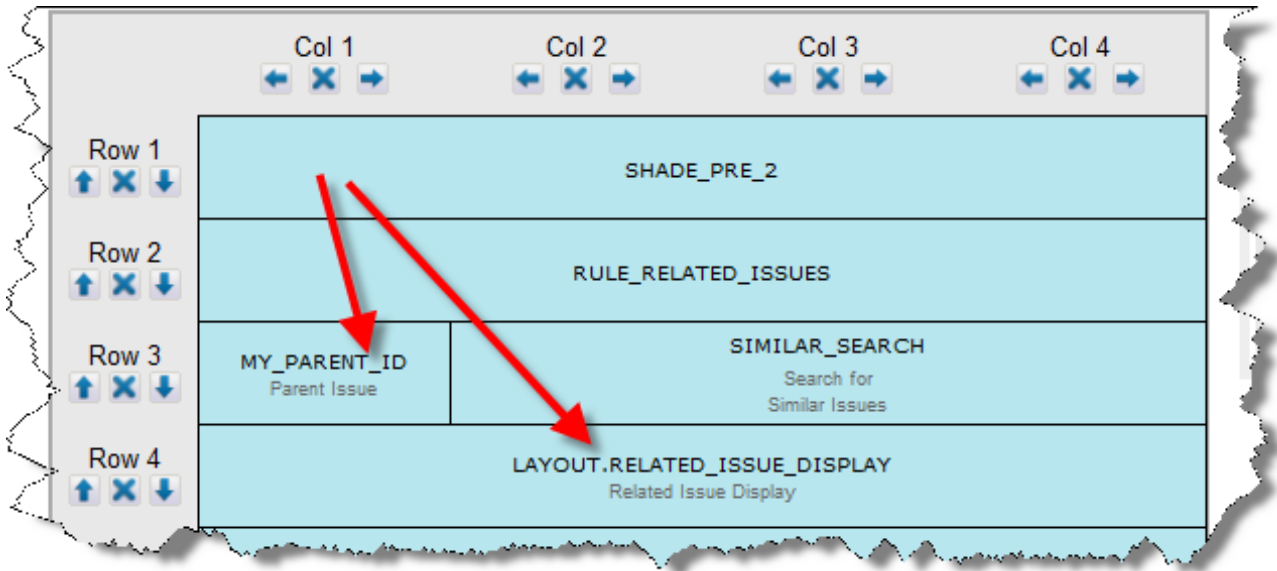 Col 1 Col 2 Col 3 Col 4
Row 1
SHADE_PRE_2
Row 2
RULE_RELATED_ISSUES
Row 3
MY_PARENT_ID
Parent Issue
SIMILAR_SEARCH
Search for
Similar Issues
Row 4
LAYOUT.RELATED_ISSUE_DISPLAY
Related Issue Display